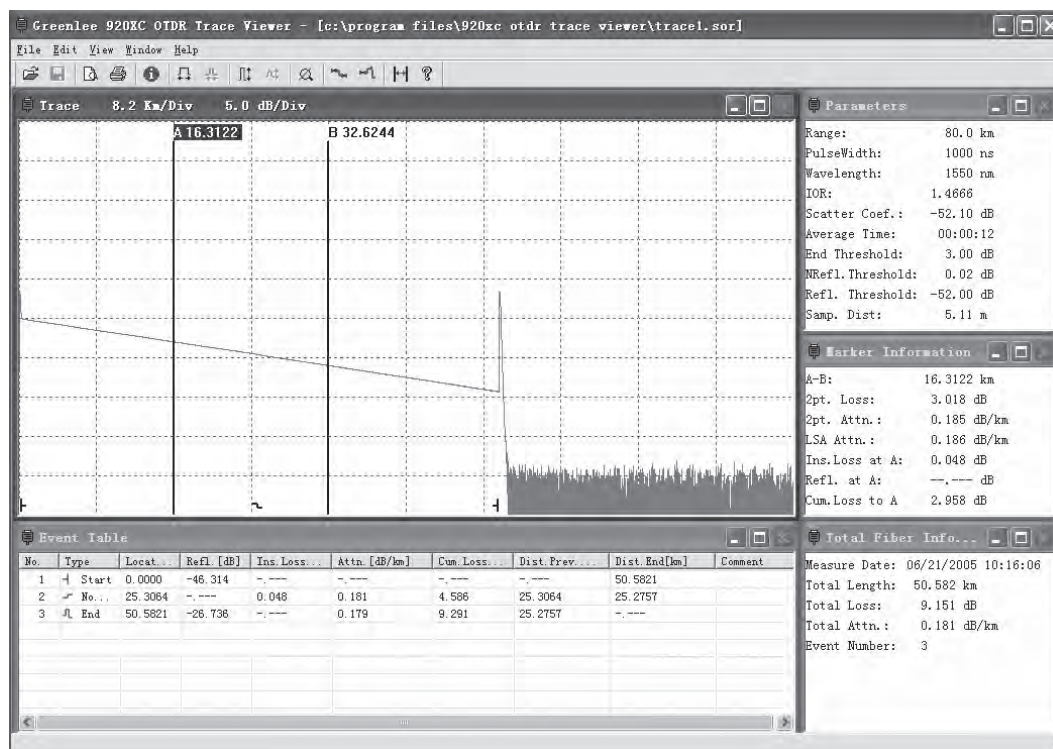 Greenlee 920XC OTDR Trace Viewer - [c:\program files\920xc otdr trace viewer\trace1.sor]
File Edit View Window Help
Trace 8.2 Km/Div 5.0 dB/Div
A 16.3122 B 32.6244
Parameters
Range: 80.0 km
PulseWidth: 1000 ns
Wavelength: 1550 nm
IOR: 1.4666
Scatter Coef.: -52.10 dB
Average Time: 00:00:12
End Threshold: 3.00 dB
NRefl.Threshold: 0.02 dB
Refl. Threshold: -52.00 dB
Samp. Dist: 5.11 m
Marker Information
A-B: 16.3122 km
2pt. Loss: 3.018 dB
2pt. Attn.: 0.185 dB/km
LSA Attn.: 0.186 dB/km
Ins.Loss at A: 0.048 dB
Refl. at A: --.--- dB
Cum.Loss to A 2.958 dB
Event Table
No. Type Locat... Refl.[dB] Ins.Loss... Attn.[dB/km] Cum.Loss... Dist.Prev.... Dist.End[km] Comment
1 Start 0.0000 -46.314 -.--- -.--- -.--- -.--- 50.5821
2 No... 25.3064 -.--- 0.048 0.181 4.586 25.3064 25.2757
3 End 50.5821 -26.736 -.--- 0.179 9.291 25.2757 -.---
Total Fiber Info...
Measure Date: 06/21/2005 10:16:06
Total Length: 50.582 km
Total Loss: 9.151 dB
Total Attn.: 0.181 dB/km
Event Number: 3